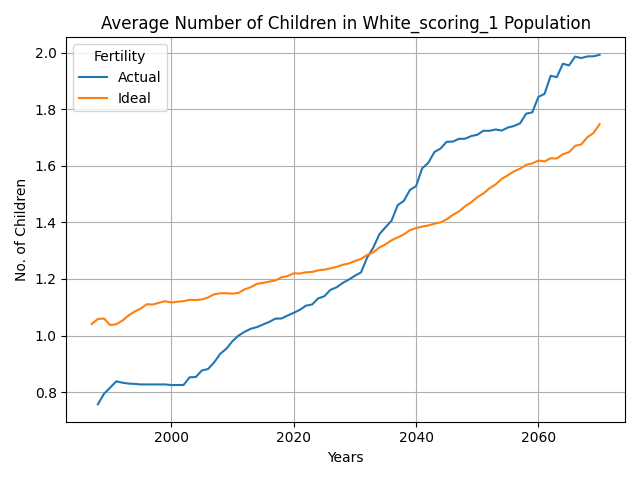 Average Number of Children in White_scoring_1 Population
Fertility
Actual
Ideal
No. of Children
2.0
1.8
1.6
1.4
1.2
1.0
0.8
2000
2020
2040
2060
Years